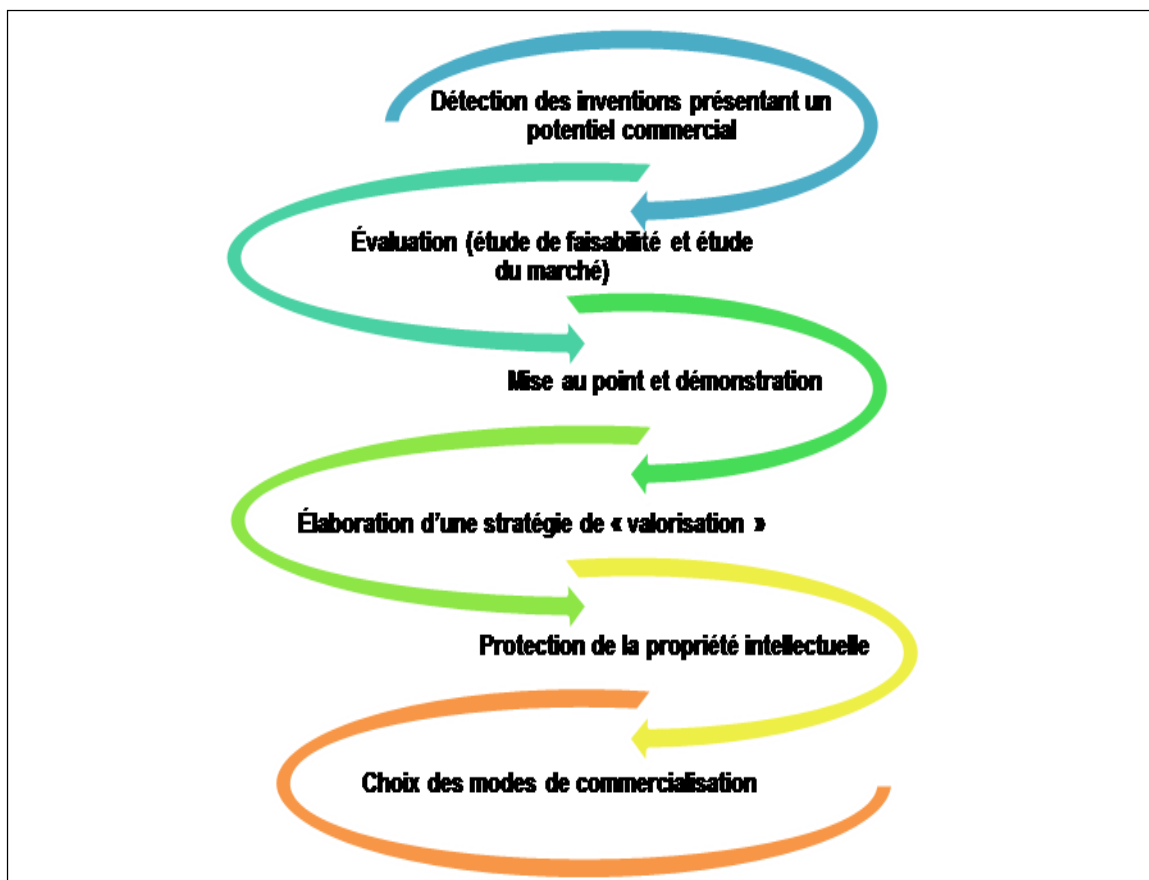 Détection des inventions présentant un
potentiel commercial
Évaluation (étude de faisabilité et étude
du marché)
Mise au point et démonstration
Élaboration d’une stratégie de « valorisation »
Protection de la propriété intellectuelle
Choix des modes de commercialisation